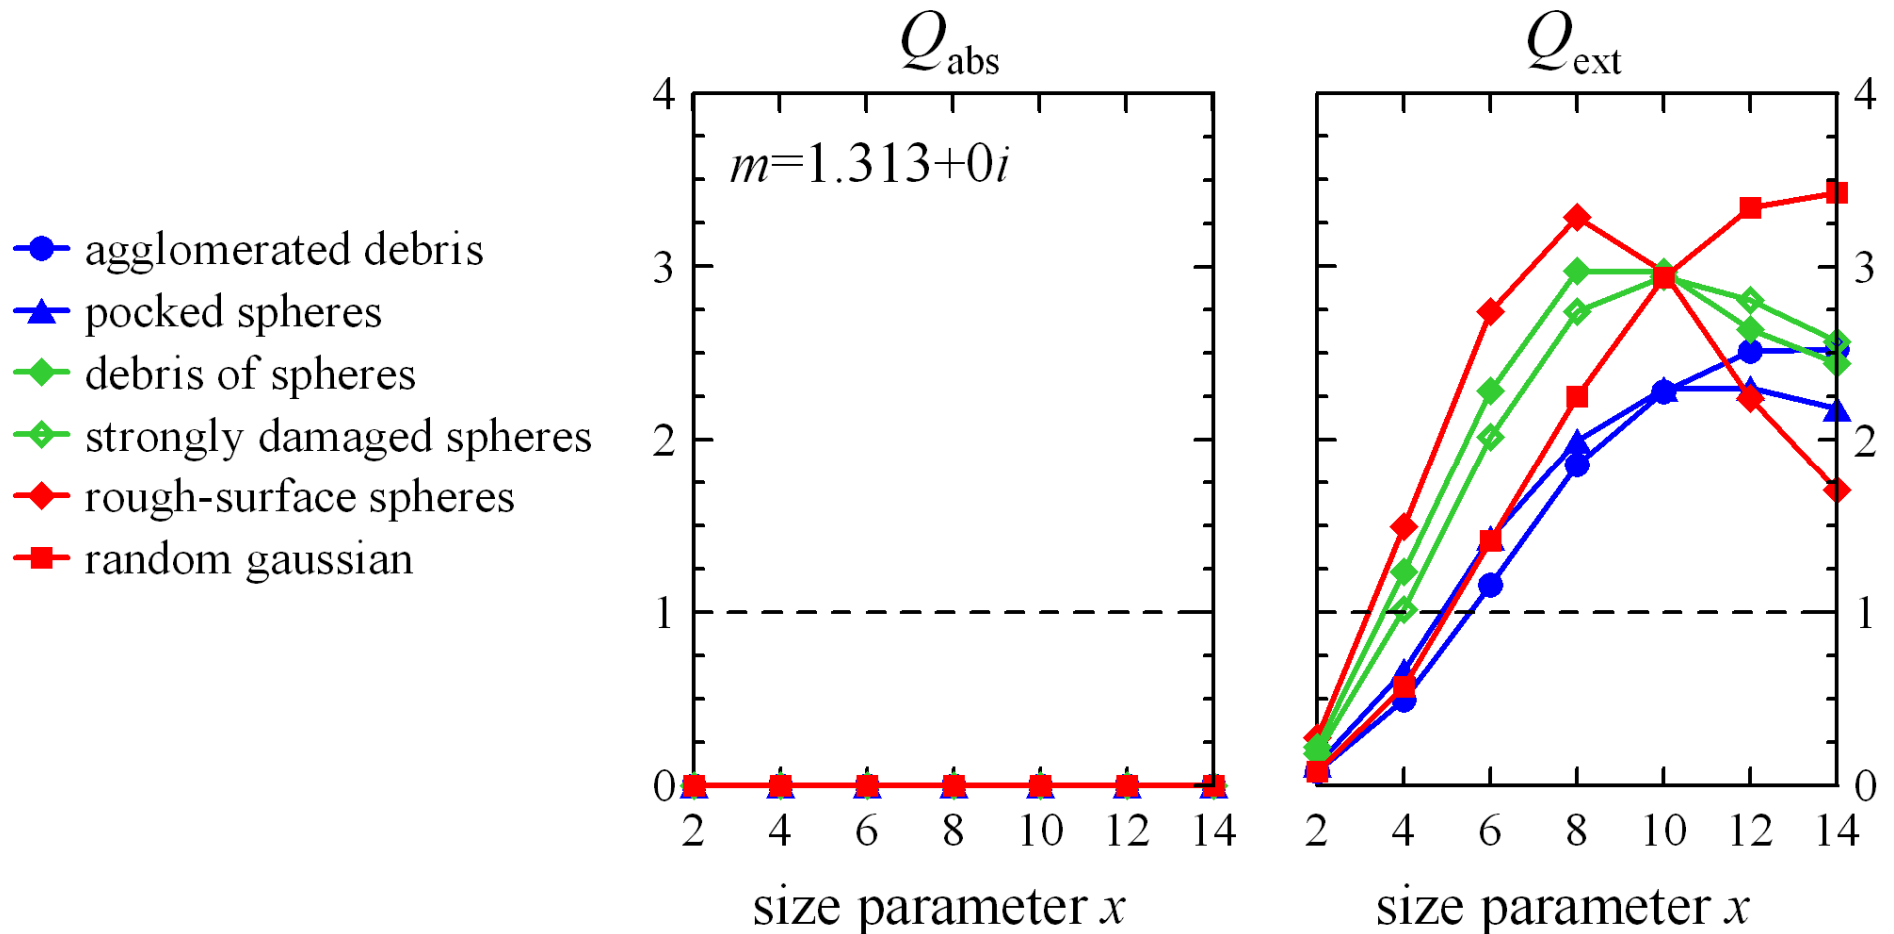 Qabs
Qext
m=1.313+0i
agglomerated debris
pocked spheres
debris of spheres
strongly damaged spheres
rough-surface spheres
random gaussian
4
3
2
1
0
2 4 6 8 10 12 14
size parameter x
4
3
2
1
0
2 4 6 8 10 12 14
size parameter x